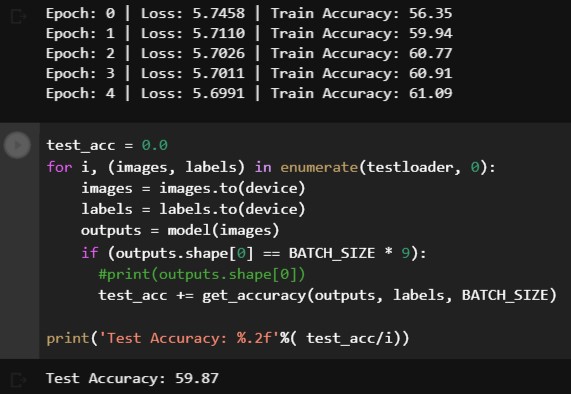 Epoch: 0 | Loss: 5.7458 | Train Accuracy: 56.35
Epoch: 1 | Loss: 5.7110 | Train Accuracy: 59.94
Epoch: 2 | Loss: 5.7026 | Train Accuracy: 60.77
Epoch: 3 | Loss: 5.7011 | Train Accuracy: 60.91
Epoch: 4 | Loss: 5.6991 | Train Accuracy: 61.09
test_acc = 0.0
for i, (images, labels) in enumerate(testloader, 0):
    images = images.to(device)
    labels = labels.to(device)
    outputs = model(images)
    if (outputs.shape[0] == BATCH_SIZE * 9):
      #print(outputs.shape[0])
      test_acc += get_accuracy(outputs, labels, BATCH_SIZE)
print('Test Accuracy: %.2f'%( test_acc/i))
Test Accuracy: 59.87